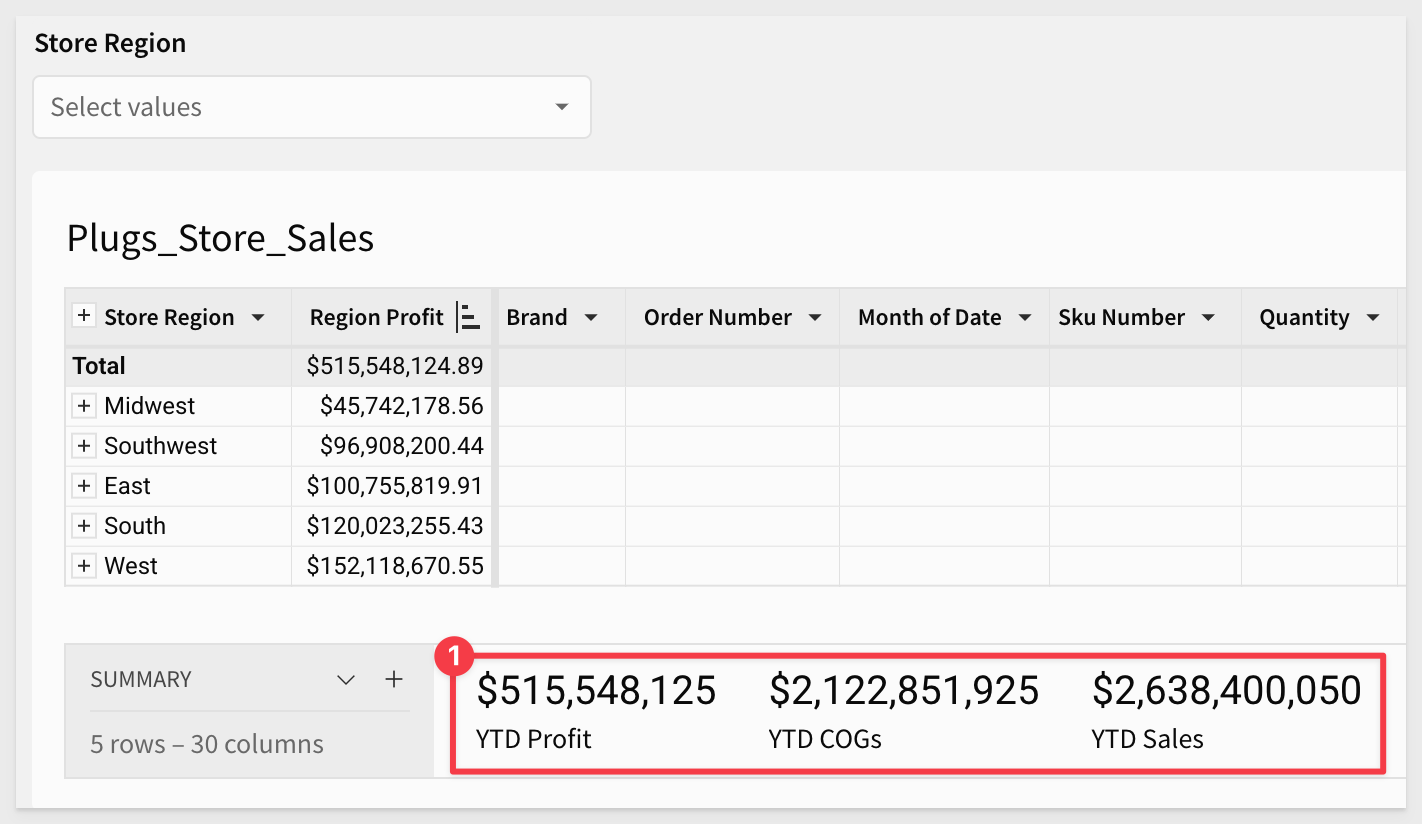 Store Region
Select values
Plugs_Store_Sales
Store Region Region Profit Brand Order Number Month of Date Sku Number Quantity
Total $515,548,124.89
Midwest $45,742,178.56
Southwest $96,908,200.44
East $100,755,819.91
South $120,023,255.43
West $152,118,670.55
1
SUMMARY
5 rows – 30 columns
$515,548,125 $2,122,851,925 $2,638,400,050
YTD Profit YTD COGs YTD Sales